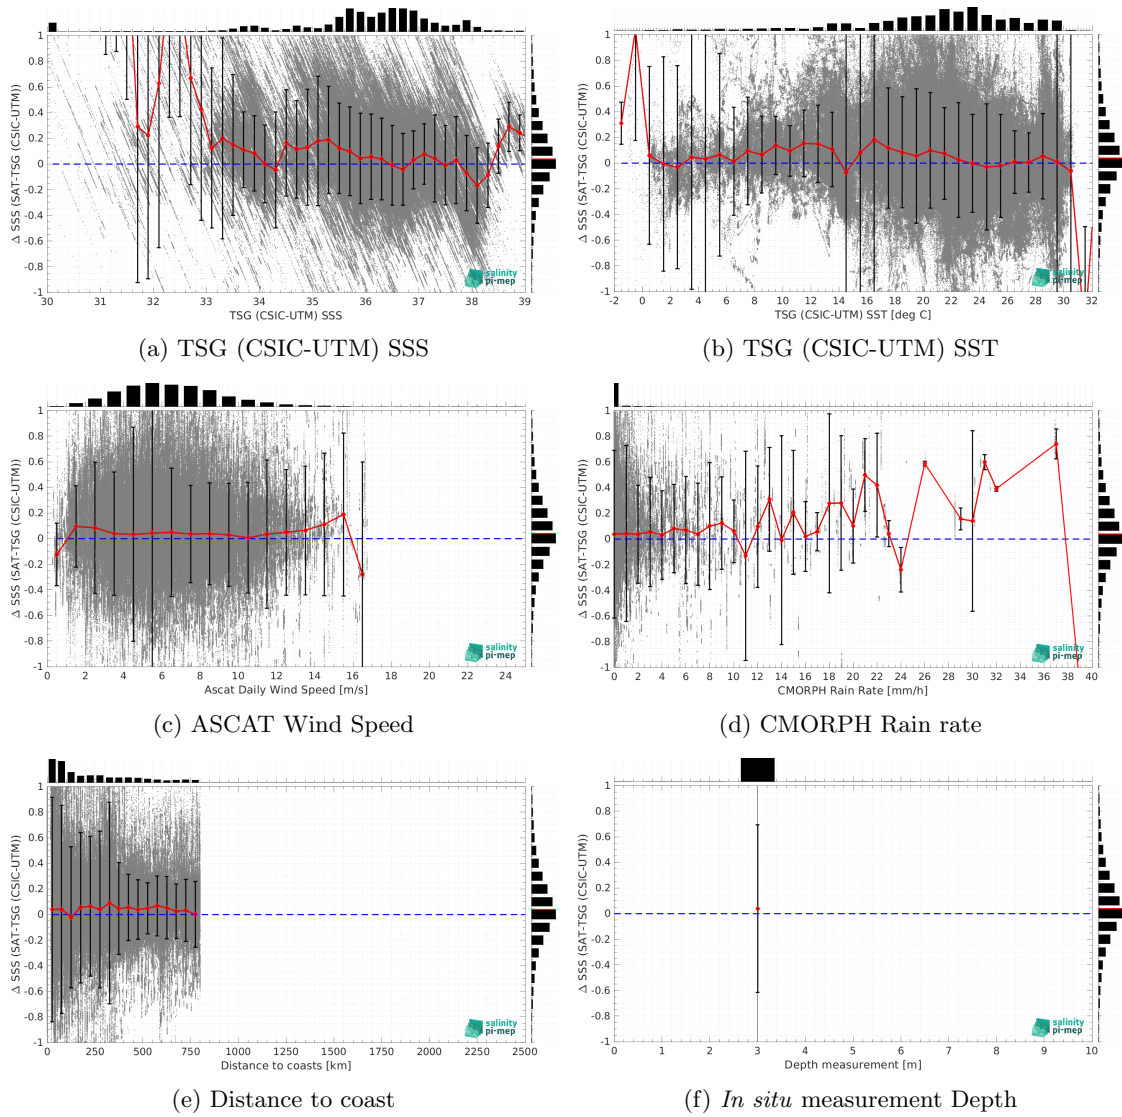 1
0.8
0.6
0.4
0.2
0
-0.2
-0.4
-0.6
-0.8
-1
Δ SSS (SAT-TSG (CSIC-UTM))
30 31 32 33 34 35 36 37 38 39
TSG (CSIC-UTM) SSS
salinity
pi-mep
(a) TSG (CSIC-UTM) SSS
1
0.8
0.6
0.4
0.2
0
-0.2
-0.4
-0.6
-0.8
-1
Δ SSS (SAT-TSG (CSIC-UTM))
-2 0 2 4 6 8 10 12 14 16 18 20 22 24 26 28 30 32
TSG (CSIC-UTM) SST [deg C]
salinity
pi-mep
(b) TSG (CSIC-UTM) SST
1
0.8
0.6
0.4
0.2
0
-0.2
-0.4
-0.6
-0.8
-1
Δ SSS (SAT-TSG (CSIC-UTM))
0 2 4 6 8 10 12 14 16 18 20 22 24
Ascat Daily Wind Speed [m/s]
salinity
pi-mep
(c) ASCAT Wind Speed
1
0.8
0.6
0.4
0.2
0
-0.2
-0.4
-0.6
-0.8
-1
Δ SSS (SAT-TSG (CSIC-UTM))
0 2 4 6 8 10 12 14 16 18 20 22 24 26 28 30 32 34 36 38 40
CMORPH Rain Rate [mm/h]
salinity
pi-mep
(d) CMORPH Rain rate
1
0.8
0.6
0.4
0.2
0
-0.2
-0.4
-0.6
-0.8
-1
Δ SSS (SAT-TSG (CSIC-UTM))
0 250 500 750 1000 1250 1500 1750 2000 2250 2500
Distance to coasts [km]
salinity
pi-mep
(e) Distance to coast
1
0.8
0.6
0.4
0.2
0
-0.2
-0.4
-0.6
-0.8
-1
Δ SSS (SAT-TSG (CSIC-UTM))
0 1 2 3 4 5 6 7 8 9 10
Depth measurement [m]
salinity
pi-mep
(f) In situ measurement Depth